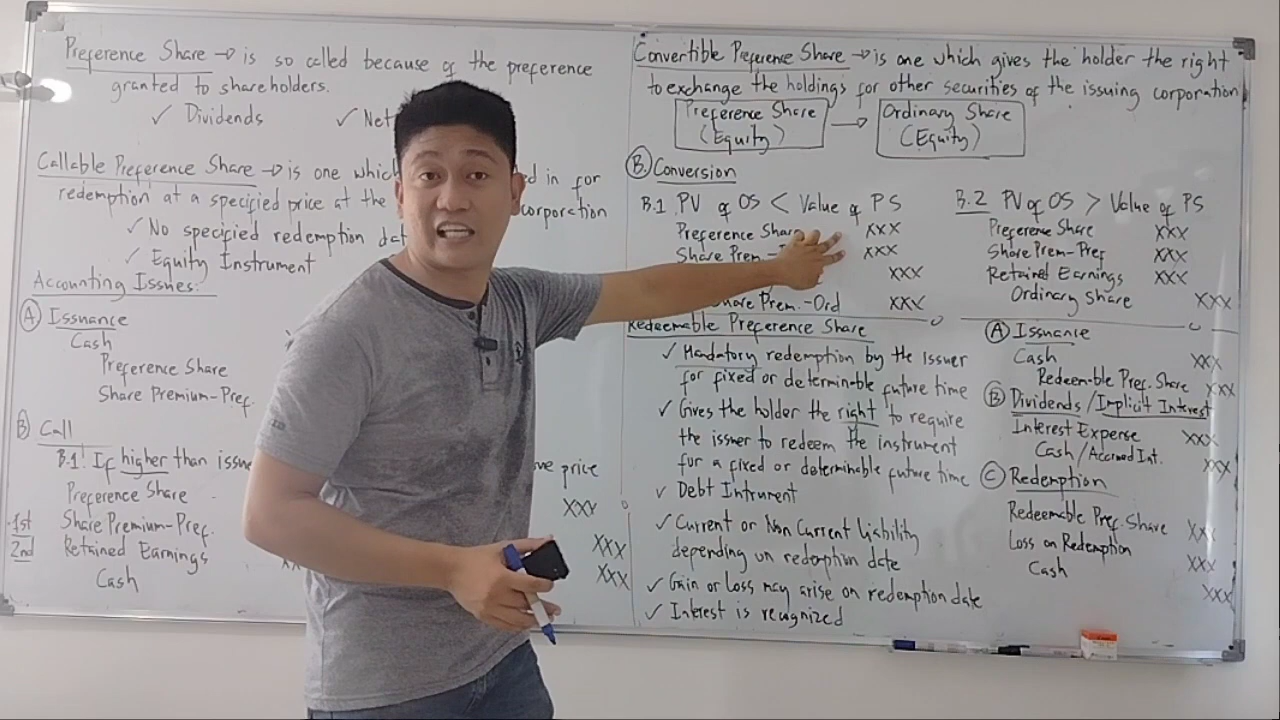 Preference Share → is so called because of the preference
granted to shareholders.
✓ Dividends ✓ Net
Callable Preference Share → is one which in for
redemption at a specified price at the corporation
✓ No specified redemption
✓ Equity Instrument
Accounting Issues:
(A) Issuance
Cash
Preference Share
Share Premium-Pref.
(B) Call
B.1 If higher than price
Preference Share XXX
1st Share Premium-Pref. XXX
2nd Retained Earnings XXX
Cash
Convertible Preference Share → is one which gives the holder the right
to exchange the holdings for other securities of the issuing corporation
Preference Share (Equity) → Ordinary Share (Equity)
(B) Conversion
B.1 PV of OS < Value of PS
Preference Share XXX
Share Prem - XXX
XXX
Share Prem.-Ord XXX
B.2 PV of OS > Value of PS
Preference Share XXX
Share Prem-Pref XXX
Retained Earnings XXX
Ordinary Share XXX
Redeemable Preference Share
✓ Mandatory redemption by the issuer
for fixed or determinable future time
✓ Gives the holder the right to require
the issuer to redeem the instrument
for a fixed or determinable future time
✓ Debt Intrument
✓ Current or Non Current Liability
depending on redemption date
✓ Gain or Loss may arise on redemption date
✓ Interest is recognized
(A) Issuance
Cash XXX
Redeemable Pref. Share XXX
(B) Dividends / Implicit Interest
Interest Expense XXX
Cash/Accrued Int. XXX
(C) Redemption
Redeemable Pref. Share XXX
Loss on Redemption XXX
Cash XXX